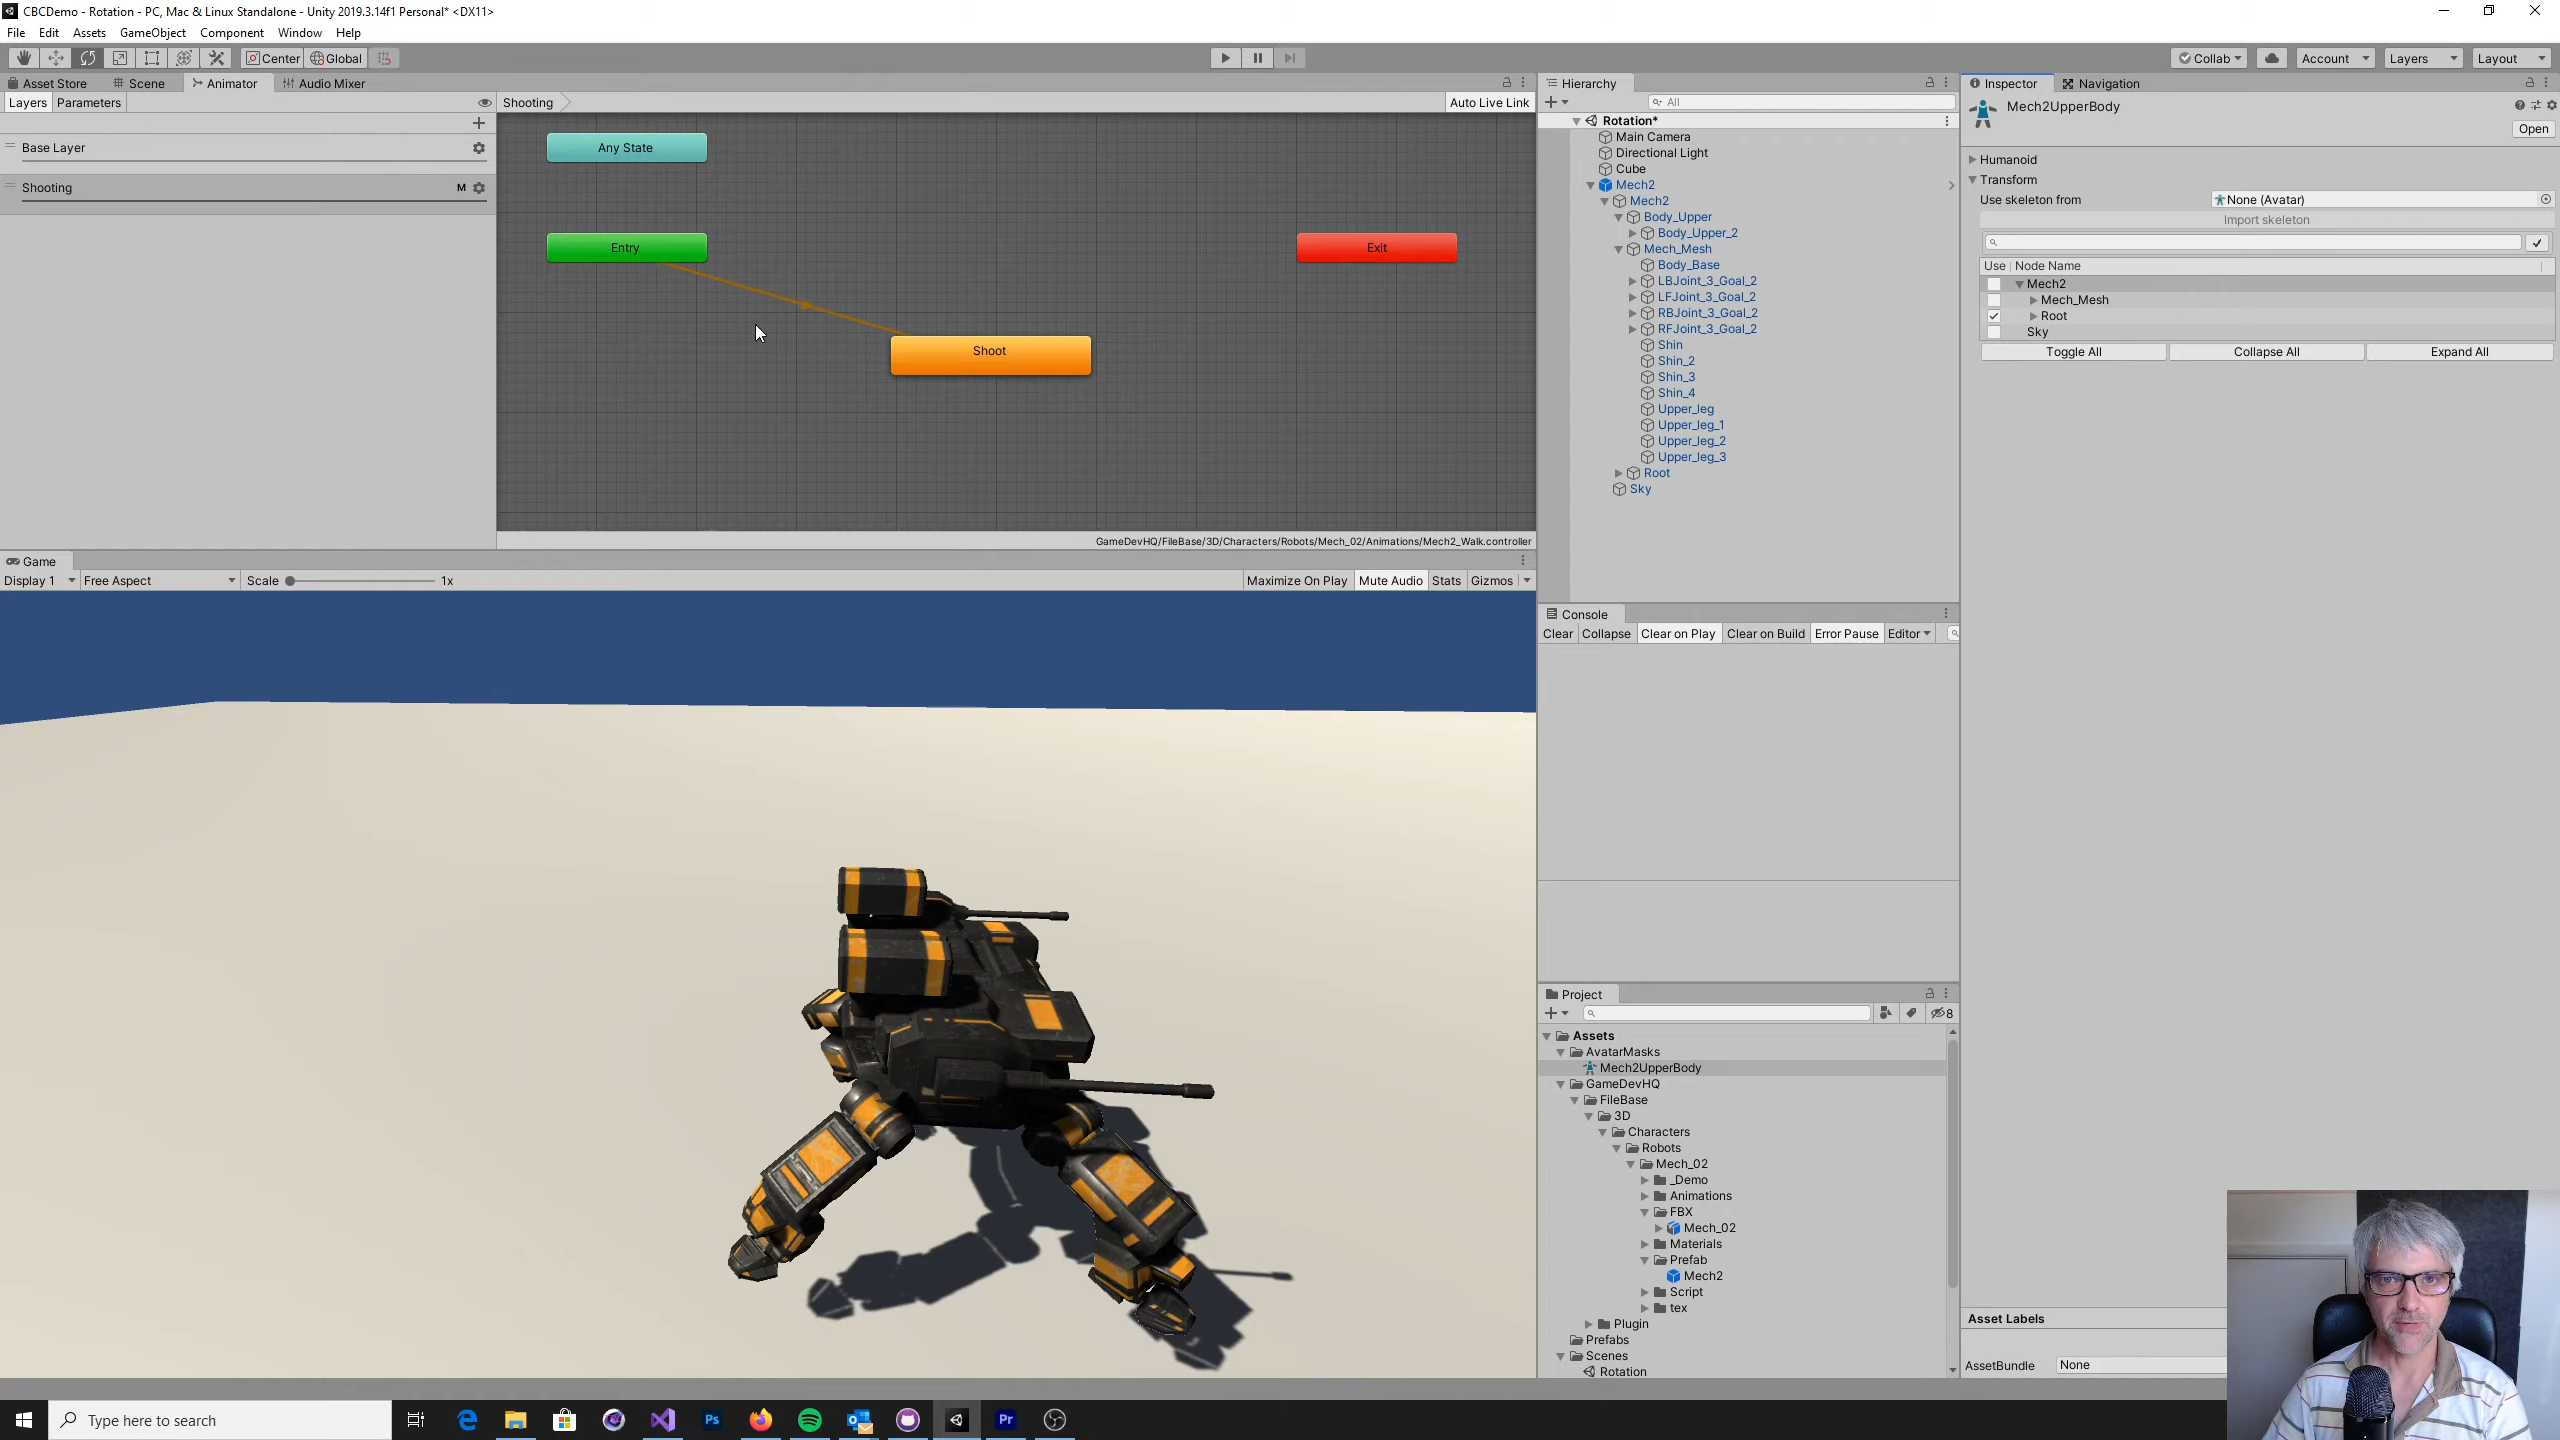 CBCDemo - Rotation - PC, Mac & Linux Standalone - Unity 2019.3.14f1 Personal* <DX11>
File Edit Assets GameObject Component Window Help
Center Global Collab Account Layers Layout
Asset Store Scene Animator Audio Mixer
Layers Parameters
Shooting
Auto Live Link
Base Layer
Shooting M
Any State
Entry
Exit
Shoot
GameDevHQ/FileBase/3D/Characters/Robots/Mech_02/Animations/Mech2_Walk.controller
Game
Display 1 Free Aspect Scale 1x Maximize On Play Mute Audio Stats Gizmos
Hierarchy
All
Rotation*
Main Camera
Directional Light
Cube
Mech2
Mech2
Body_Upper
Body_Upper_2
Mech_Mesh
Body_Base
LBJoint_3_Goal_2
LFJoint_3_Goal_2
RBJoint_3_Goal_2
RFJoint_3_Goal_2
Shin
Shin_2
Shin_3
Shin_4
Upper_leg
Upper_leg_1
Upper_leg_2
Upper_leg_3
Root
Sky
Console
Clear Collapse Clear on Play Clear on Build Error Pause Editor
Project
8
Assets
AvatarMasks
Mech2UpperBody
GameDevHQ
FileBase
3D
Characters
Robots
Mech_02
_Demo
Animations
FBX
Mech_02
Materials
Prefab
Mech2
Script
tex
Plugin
Prefabs
Scenes
Rotation
Inspector Navigation
Mech2UpperBody
Open
Humanoid
Transform
Use skeleton from None (Avatar)
Import skeleton
Use Node Name
Mech2
Mech_Mesh
Root
Sky
Toggle All Collapse All Expand All
Asset Labels
AssetBundle None
Type here to search
Ps
Pr